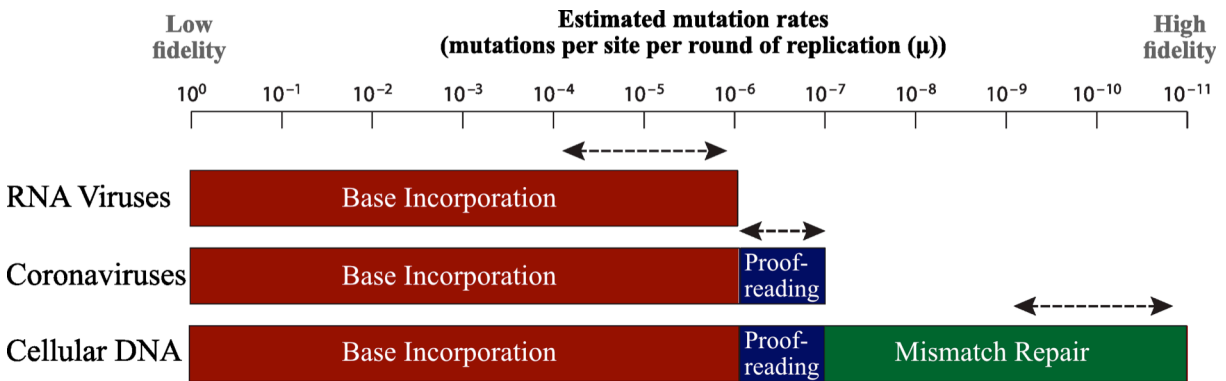 Low
fidelity
Estimated mutation rates
(mutations per site per round of replication (μ))
High
fidelity
10⁰ 10⁻¹ 10⁻² 10⁻³ 10⁻⁴ 10⁻⁵ 10⁻⁶ 10⁻⁷ 10⁻⁸ 10⁻⁹ 10⁻¹⁰ 10⁻¹¹
RNA Viruses Base Incorporation
Coronaviruses Base Incorporation Proof-
reading
Cellular DNA Base Incorporation Proof-
reading Mismatch Repair